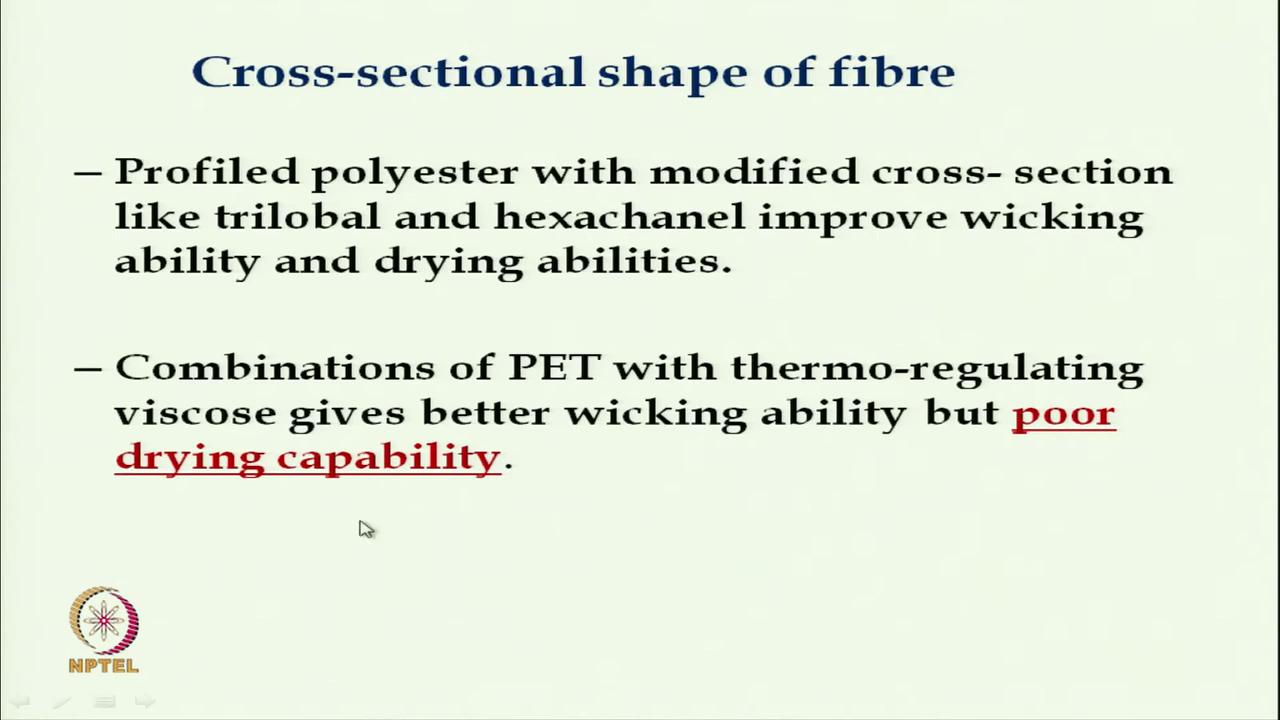 Cross-sectional shape of fibre
– Profiled polyester with modified cross- section
like trilobal and hexachanel improve wicking
ability and drying abilities.
– Combinations of PET with thermo-regulating
viscose gives better wicking ability but poor
drying capability.
NPTEL